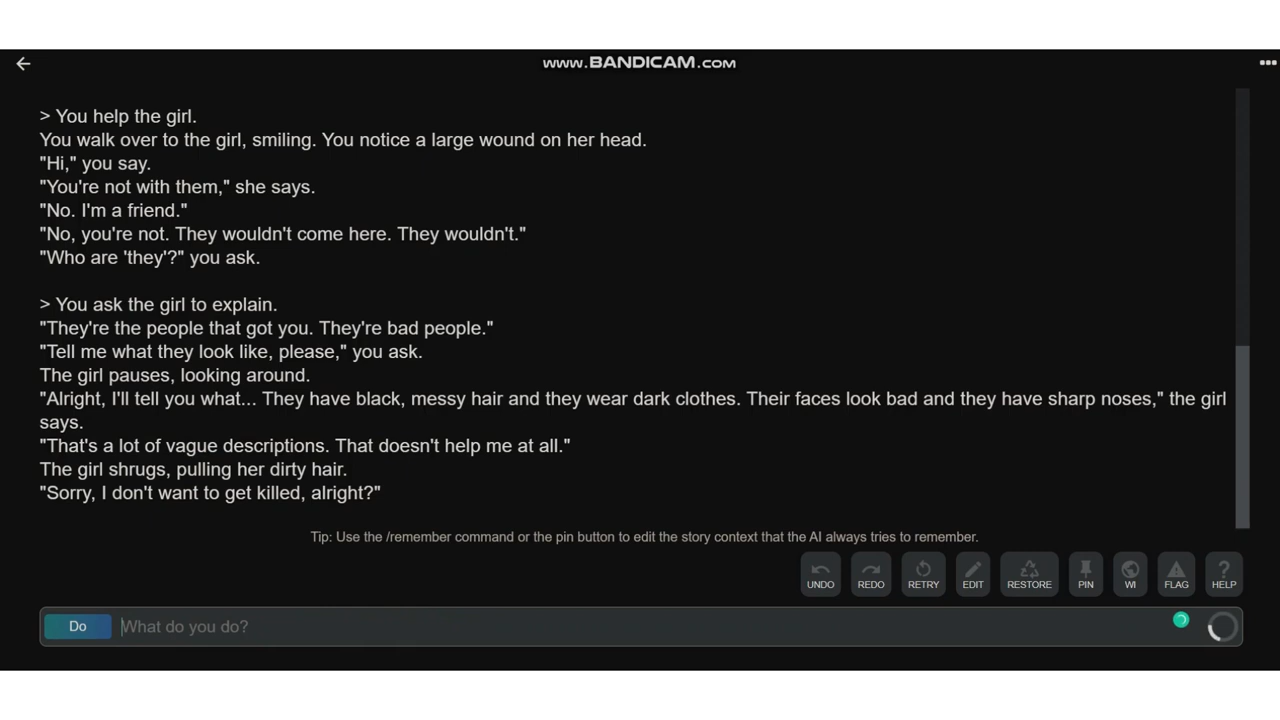 www.BANDICAM.com
> You help the girl.
You walk over to the girl, smiling. You notice a large wound on her head.
"Hi," you say.
"You're not with them," she says.
"No. I'm a friend."
"No, you're not. They wouldn't come here. They wouldn't."
"Who are 'they'?" you ask.
> You ask the girl to explain.
"They're the people that got you. They're bad people."
"Tell me what they look like, please," you ask.
The girl pauses, looking around.
"Alright, I'll tell you what... They have black, messy hair and they wear dark clothes. Their faces look bad and they have sharp noses," the girl
says.
"That's a lot of vague descriptions. That doesn't help me at all."
The girl shrugs, pulling her dirty hair.
"Sorry, I don't want to get killed, alright?"
Tip: Use the /remember command or the pin button to edit the story context that the AI always tries to remember.
UNDO REDO RETRY EDIT RESTORE PIN WI FLAG HELP
Do What do you do?